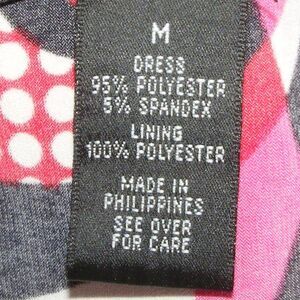 M
DRESS
95% POLYESTER
5% SPANDEX
LINING
100% POLYESTER
MADE IN
PHILIPPINES
SEE OVER
FOR CARE